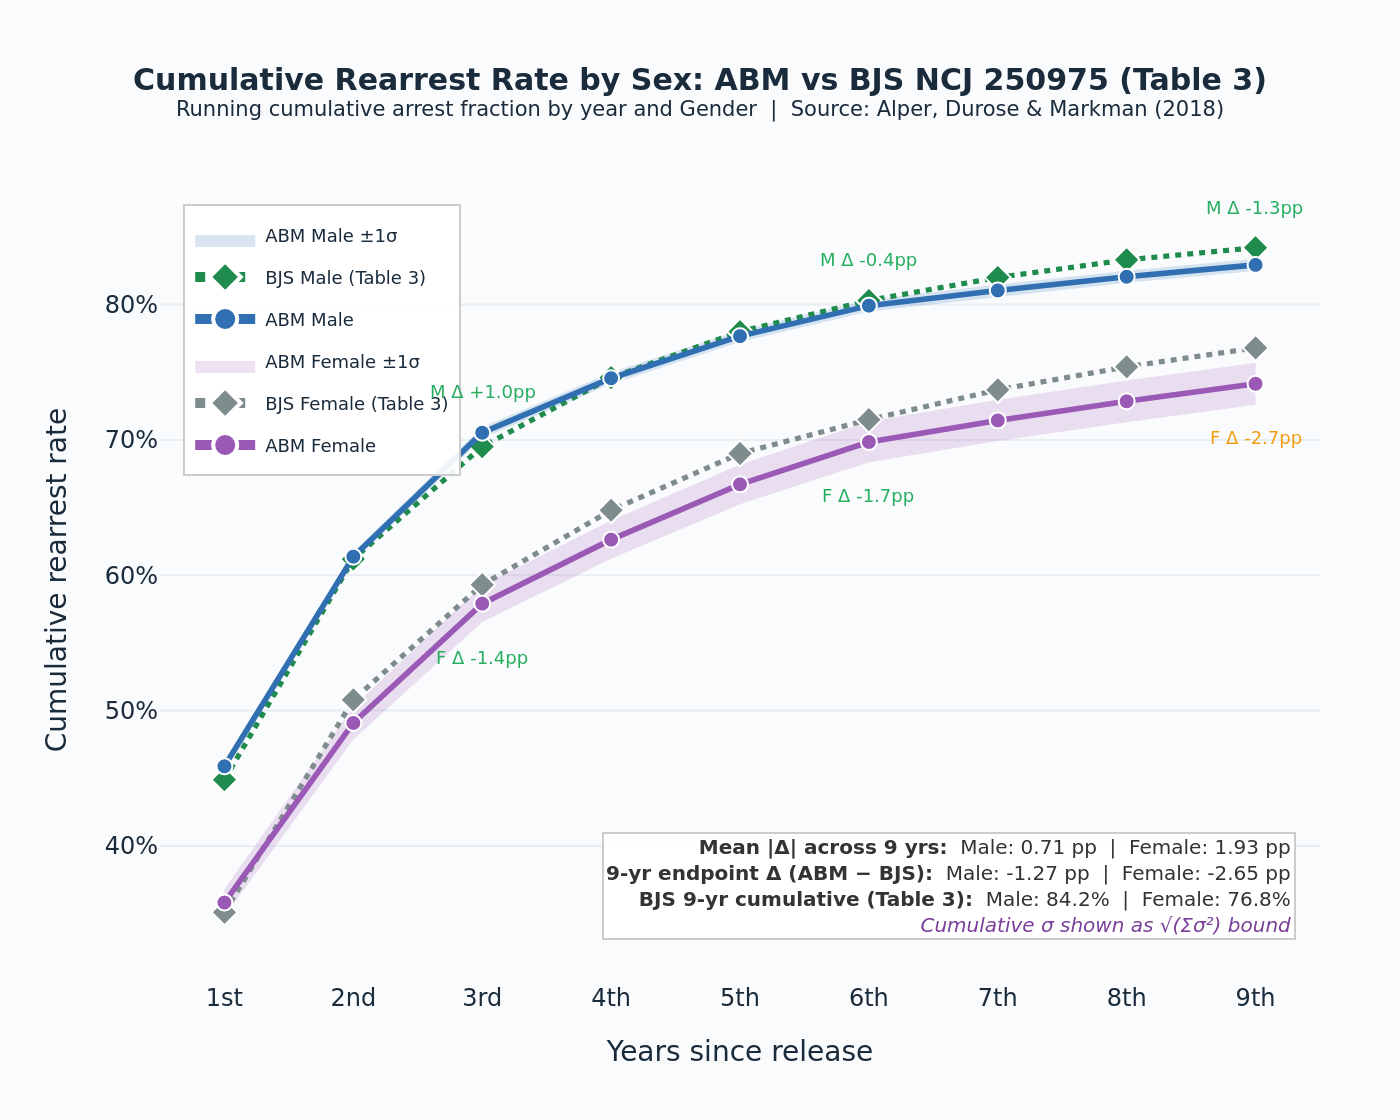 Cumulative Rearrest Rate by Sex: ABM vs BJS NCJ 250975 (Table 3)
Running cumulative arrest fraction by year and Gender | Source: Alper, Durose & Markman (2018)
M Δ -1.3pp
ABM Male ±1σ
M Δ -0.4pp
BJS Male (Table 3)
80%
ABM Male
ABM Female ±1σ
M Δ +1.0pp
BJS Female (Table 3)
70%
ABM Female
F Δ -2.7pp
F Δ -1.7pp
Cumulative rearrest rate
60%
F Δ -1.4pp
50%
40%
Mean |Δ| across 9 yrs: Male: 0.71 pp | Female: 1.93 pp
9-yr endpoint Δ (ABM − BJS): Male: -1.27 pp | Female: -2.65 pp
BJS 9-yr cumulative (Table 3): Male: 84.2% | Female: 76.8%
Cumulative σ shown as √(Σσ²) bound
1st 2nd 3rd 4th 5th 6th 7th 8th 9th
Years since release